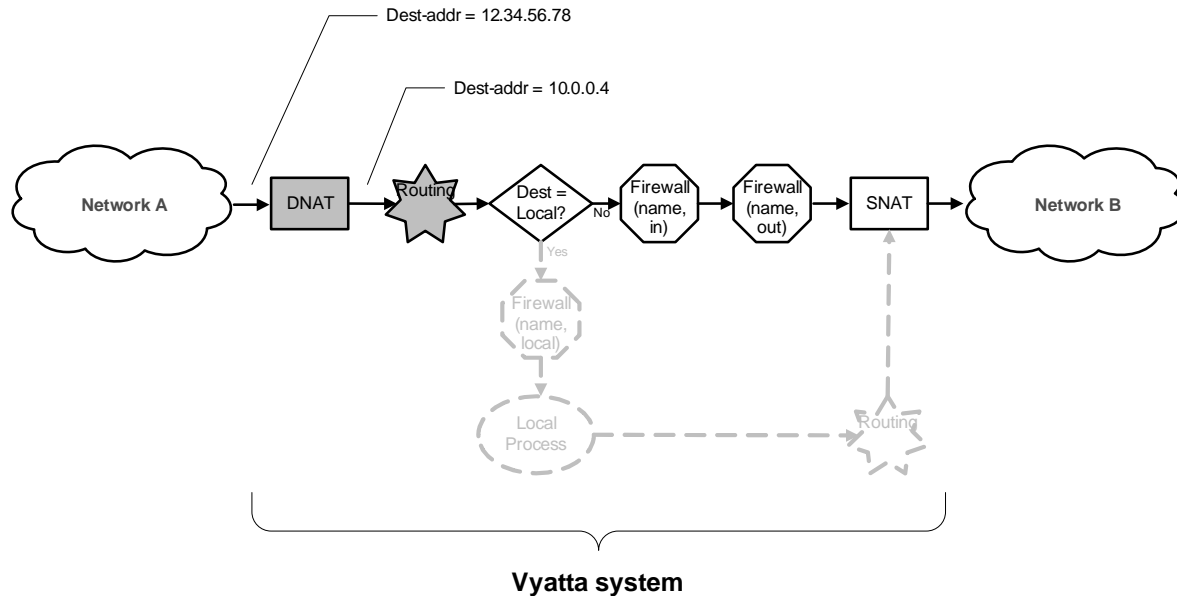 Dest-addr = 12.34.56.78
Dest-addr = 10.0.0.4
Network A
DNAT
Routing
Dest =
Local?
No
Firewall
(name,
in)
Firewall
(name,
out)
SNAT
Network B
Yes
Firewall
(name,
local)
Local
Process
Routing
Vyatta system